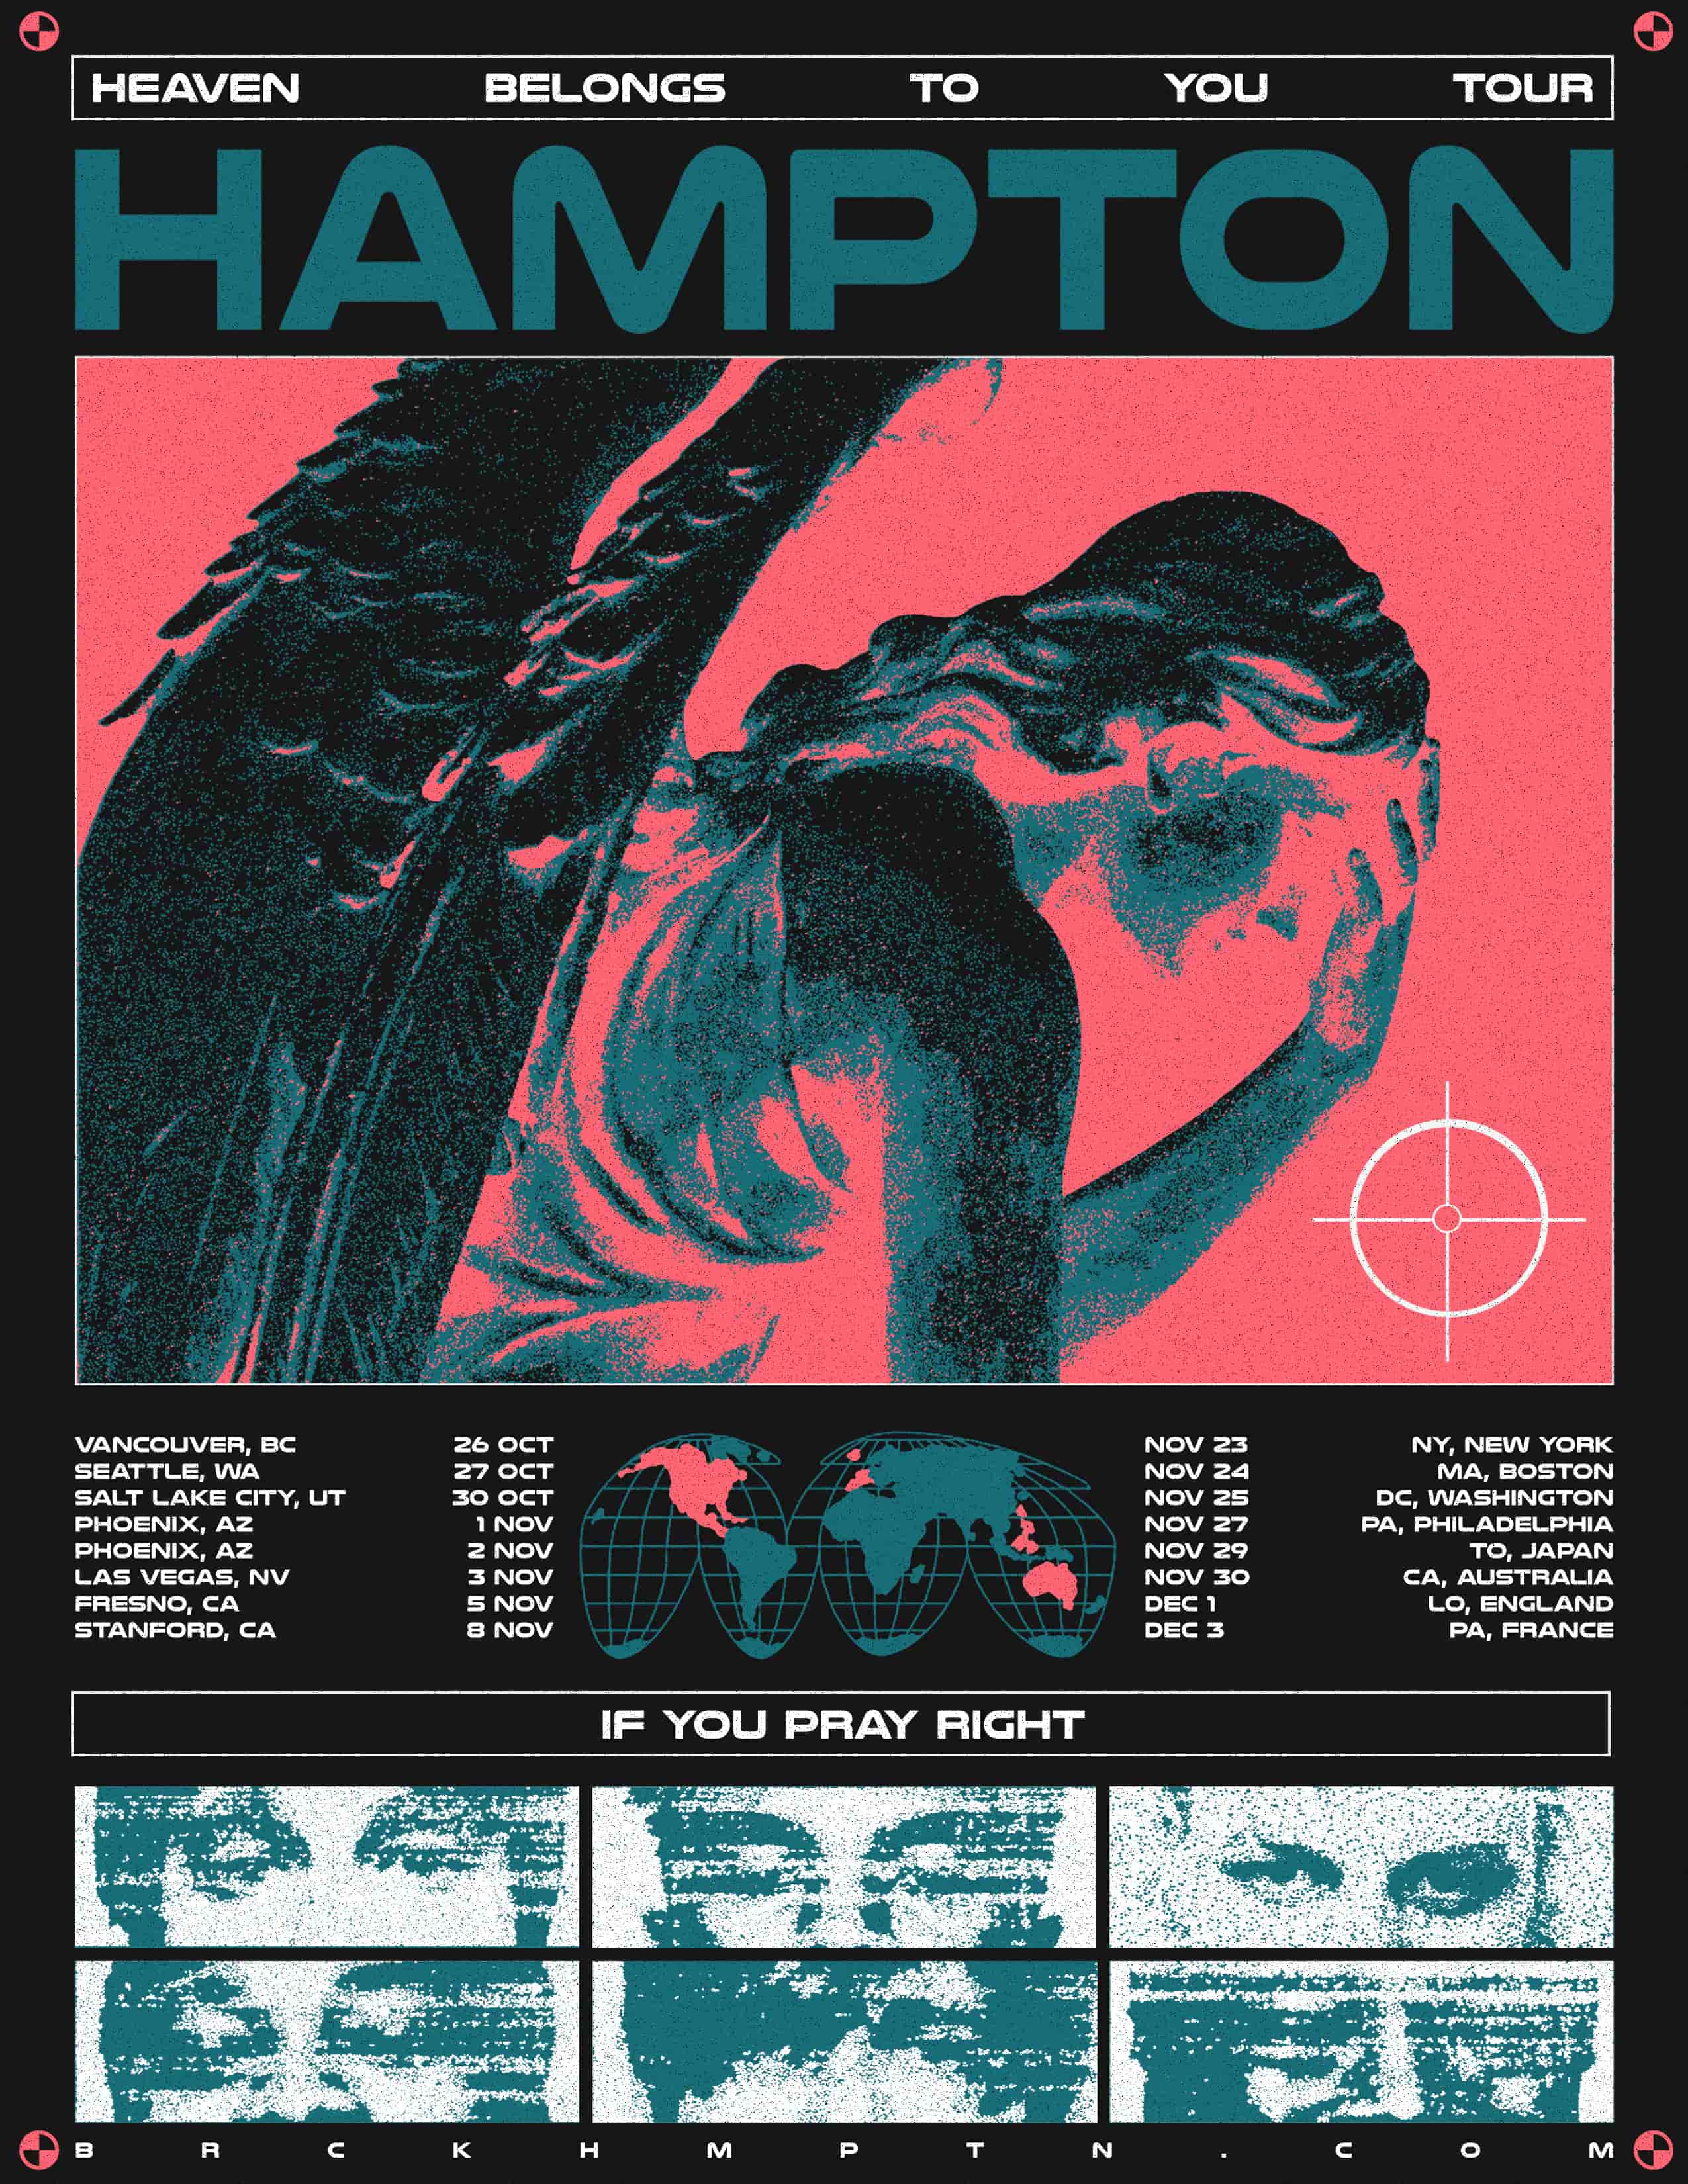 HEAVEN BELONGS TO YOU TOUR
HAMPTON
VANCOUVER, BC 26 OCT
SEATTLE, WA 27 OCT
SALT LAKE CITY, UT 30 OCT
PHOENIX, AZ 1 NOV
PHOENIX, AZ 2 NOV
LAS VEGAS, NV 3 NOV
FRESNO, CA 5 NOV
STANFORD, CA 8 NOV
NOV 23 NY, NEW YORK
NOV 24 MA, BOSTON
NOV 25 DC, WASHINGTON
NOV 27 PA, PHILADELPHIA
NOV 29 TO, JAPAN
NOV 30 CA, AUSTRALIA
DEC 1 LO, ENGLAND
DEC 3 PA, FRANCE
IF YOU PRAY RIGHT
BRCKHMPTN.COM